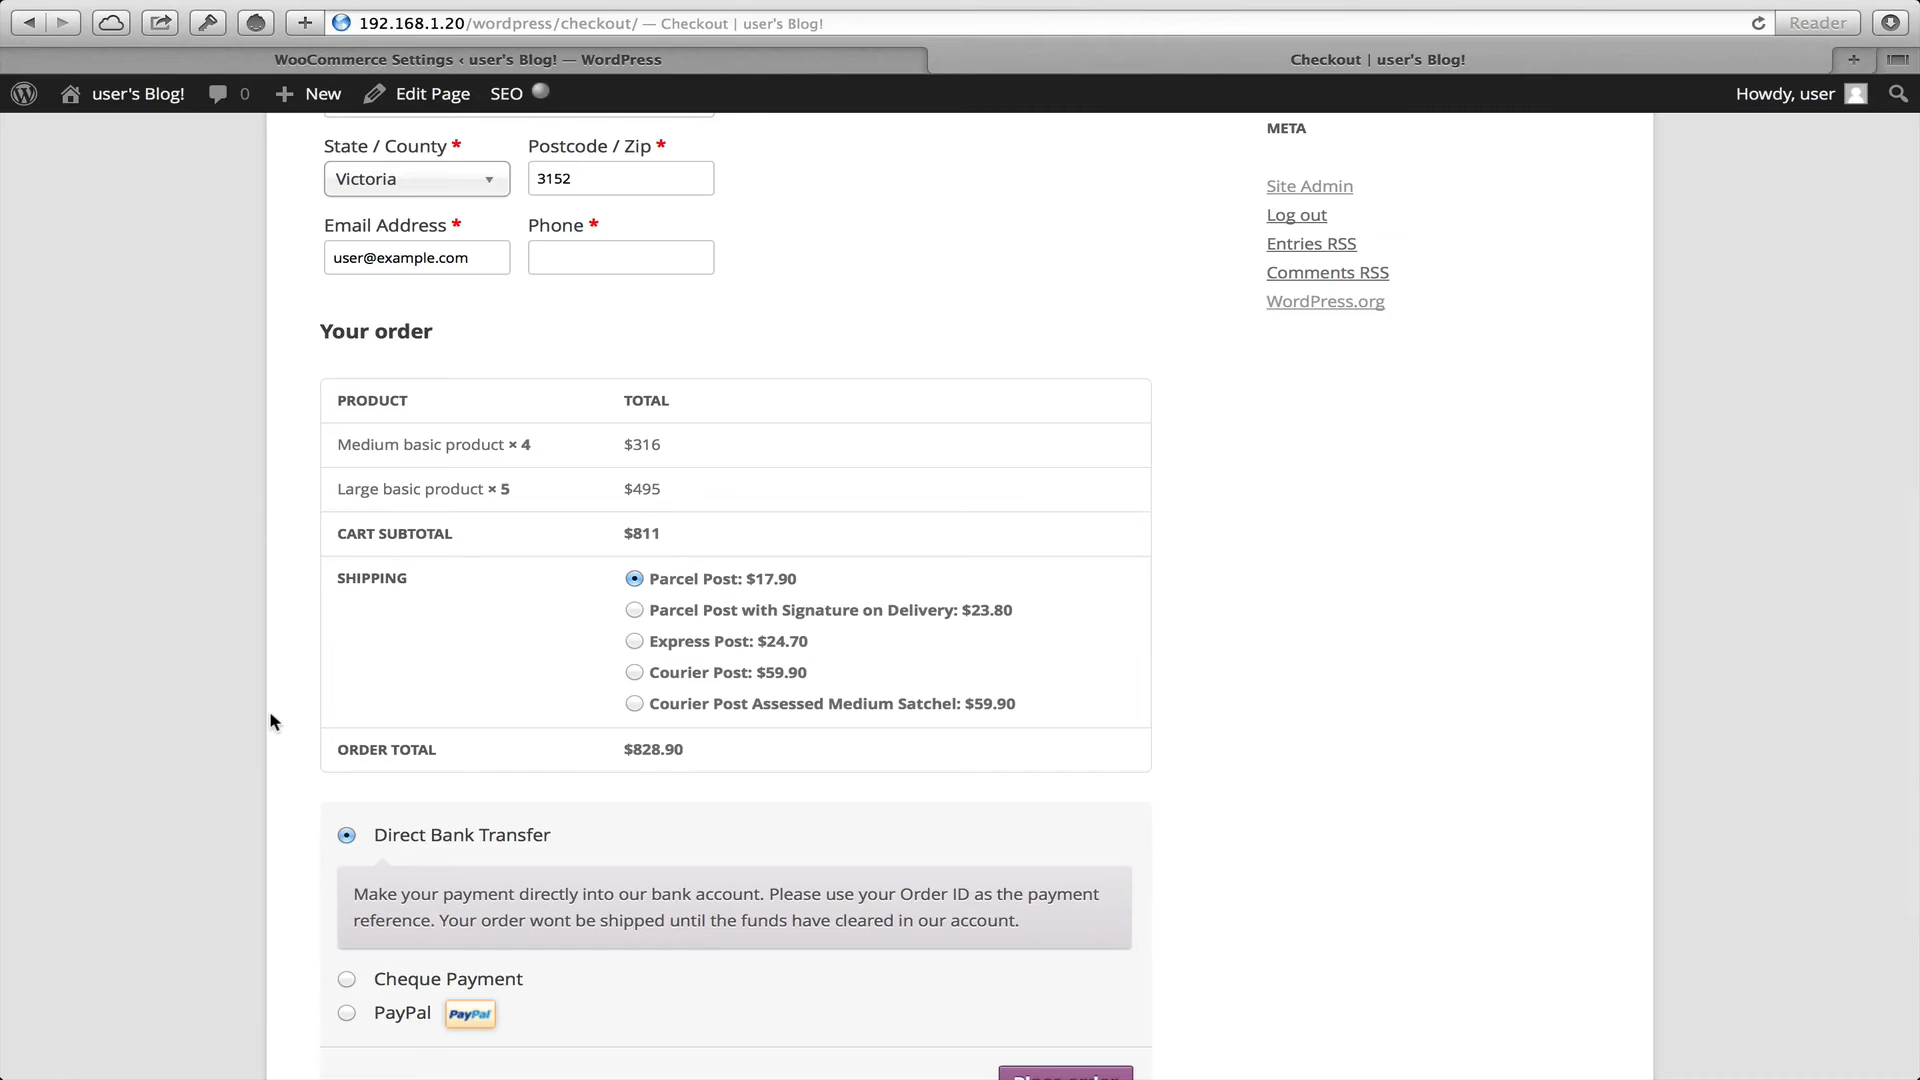 192.168.1.20/wordpress/checkout/ — Checkout | user's Blog!
Reader
WooCommerce Settings ‹ user's Blog! — WordPress
Checkout | user's Blog!
user's Blog! 0 New Edit Page SEO
Howdy, user
State / County *
Postcode / Zip *
Victoria
3152
Email Address *
Phone *
user@example.com
META
Site Admin
Log out
Entries RSS
Comments RSS
WordPress.org
Your order
PRODUCT TOTAL
Medium basic product × 4 $316
Large basic product × 5 $495
CART SUBTOTAL $811
SHIPPING Parcel Post: $17.90
Parcel Post with Signature on Delivery: $23.80
Express Post: $24.70
Courier Post: $59.90
Courier Post Assessed Medium Satchel: $59.90
ORDER TOTAL $828.90
Direct Bank Transfer
Make your payment directly into our bank account. Please use your Order ID as the payment
reference. Your order wont be shipped until the funds have cleared in our account.
Cheque Payment
PayPal PayPal